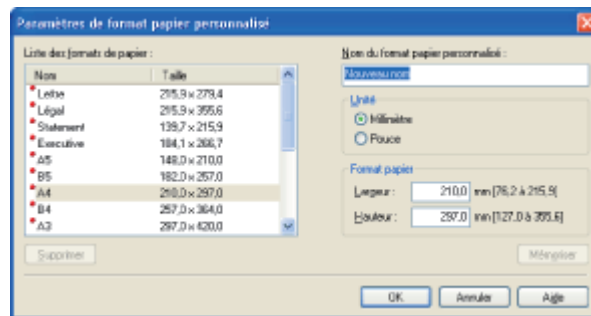 Paramètres de format papier personnalisé
Liste des formats de papier :
Nom Taille
Lettre 215,9 x 279,4
Légal 215,9 x 355,6
Statement 139,7 x 215,9
Executive 184,1 x 266,7
A5 148,0 x 210,0
B5 182,0 x 257,0
A4 210,0 x 297,0
B4 257,0 x 364,0
A3 297,0 x 420,0
Supprimer
Nom du format papier personnalisé :
Nouveau nom
Unité
Millimètre
Pouce
Format papier
Largeur : 210,0 mm [76,2 à 215,9]
Hauteur : 297,0 mm [127,0 à 355,6]
Mémoriser
OK Annuler Aide